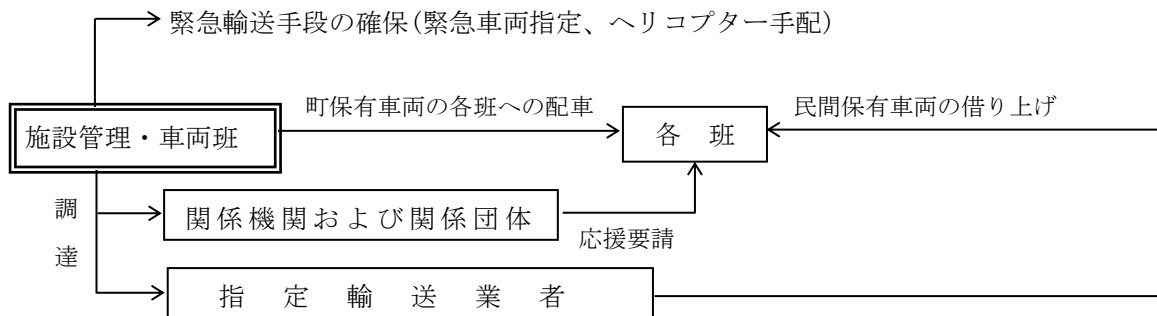 緊急輸送手段の確保(緊急車両指定、ヘリコプター手配)
町保有車両の各班への配車
民間保有車両の借り上げ
施設管理・車両班
各班
調達
関係機関および関係団体
応援要請
指定輸送業者